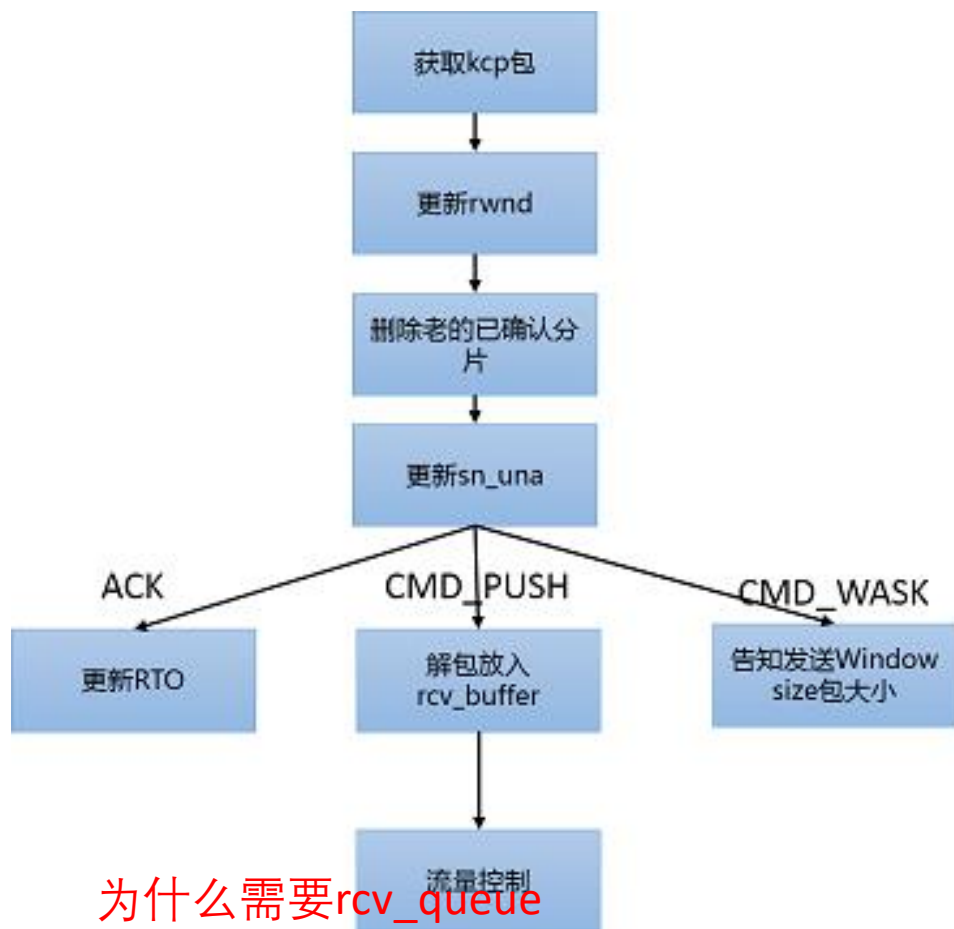 获取kcp包
更新rwnd
删除老的已确认分
片
更新sn_una
ACK
CMD_PUSH
CMD_WASK
更新RTO
解包放入
rcv_buffer
告知发送Window
size包大小
流量控制
为什么需要rcv_queue